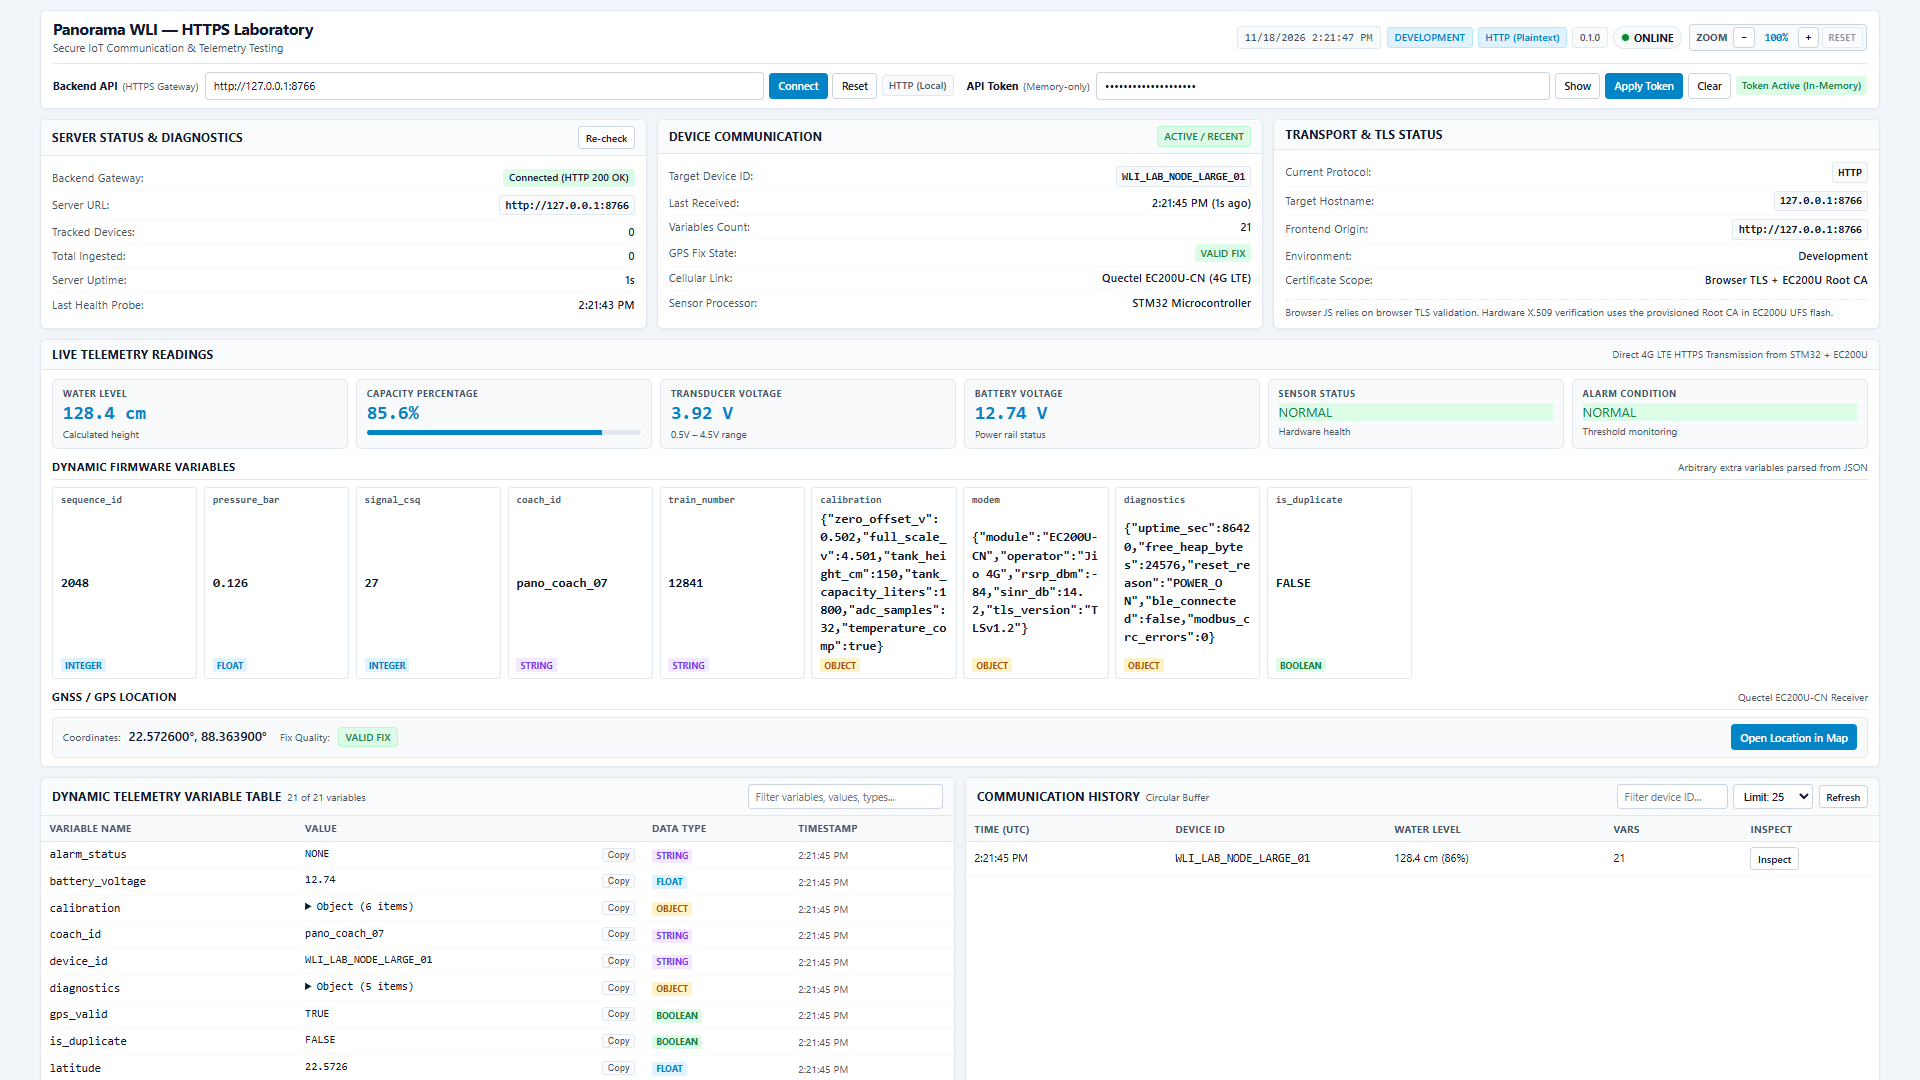 Panorama WLI — HTTPS Laboratory
Secure IoT Communication & Telemetry Testing
11/18/2026 2:21:47 PM
DEVELOPMENT
HTTP (Plaintext)
0.1.0
ONLINE
ZOOM - 100% + RESET
Backend API (HTTPS Gateway) http://127.0.0.1:8766 Connect Reset HTTP (Local)
API Token (Memory-only) ••••••••••••••••••• Show Apply Token Clear Token Active (In-Memory)
SERVER STATUS & DIAGNOSTICS Re-check
Backend Gateway: Connected (HTTP 200 OK)
Server URL: http://127.0.0.1:8766
Tracked Devices: 0
Total Ingested: 0
Server Uptime: 1s
Last Health Probe: 2:21:43 PM
DEVICE COMMUNICATION ACTIVE / RECENT
Target Device ID: WLI_LAB_NODE_LARGE_01
Last Received: 2:21:45 PM (1s ago)
Variables Count: 21
GPS Fix State: VALID FIX
Cellular Link: Quectel EC200U-CN (4G LTE)
Sensor Processor: STM32 Microcontroller
TRANSPORT & TLS STATUS
Current Protocol: HTTP
Target Hostname: 127.0.0.1:8766
Frontend Origin: http://127.0.0.1:8766
Environment: Development
Certificate Scope: Browser TLS + EC200U Root CA
Browser JS relies on browser TLS validation. Hardware X.509 verification uses the provisioned Root CA in EC200U UFS flash.
LIVE TELEMETRY READINGS Direct 4G LTE HTTPS Transmission from STM32 + EC200U
WATER LEVEL
128.4 cm
Calculated height
CAPACITY PERCENTAGE
85.6%
TRANSDUCER VOLTAGE
3.92 V
0.5V – 4.5V range
BATTERY VOLTAGE
12.74 V
Power rail status
SENSOR STATUS
NORMAL
Hardware health
ALARM CONDITION
NORMAL
Threshold monitoring
DYNAMIC FIRMWARE VARIABLES Arbitrary extra variables parsed from JSON
sequence_id
2048
INTEGER
pressure_bar
0.126
FLOAT
signal_csq
27
INTEGER
coach_id
pano_coach_07
STRING
train_number
12841
STRING
calibration
{"zero_offset_v":
0.502,"full_scale_
v":4.501,"tank_hei
ght_cm":150,"tank_
capacity_liters":1
800,"adc_samples":
32,"temperature_co
mp":true}
OBJECT
modem
{"module":"EC200U-
CN","operator":"Ji
o 4G","rsrp_dbm":-
84,"sinr_db":14.
2,"tls_version":"T
LSv1.2"}
OBJECT
diagnostics
{"uptime_sec":8642
0,"free_heap_byte
s":24576,"reset_re
ason":"POWER_O
N","ble_connecte
d":false,"modbus_c
rc_errors":0}
OBJECT
is_duplicate
FALSE
BOOLEAN
GNSS / GPS LOCATION Quectel EC200U-CN Receiver
Coordinates: 22.572600°, 88.363900° Fix Quality: VALID FIX Open Location in Map
DYNAMIC TELEMETRY VARIABLE TABLE 21 of 21 variables Filter variables, values, types...
VARIABLE NAME VALUE DATA TYPE TIMESTAMP
alarm_status NONE Copy STRING 2:21:45 PM
battery_voltage 12.74 Copy FLOAT 2:21:45 PM
calibration ▶ Object (6 items) Copy OBJECT 2:21:45 PM
coach_id pano_coach_07 Copy STRING 2:21:45 PM
device_id WLI_LAB_NODE_LARGE_01 Copy STRING 2:21:45 PM
diagnostics ▶ Object (5 items) Copy OBJECT 2:21:45 PM
gps_valid TRUE Copy BOOLEAN 2:21:45 PM
is_duplicate FALSE Copy BOOLEAN 2:21:45 PM
latitude 22.5726 Copy FLOAT 2:21:45 PM
COMMUNICATION HISTORY Circular Buffer Filter device ID... Limit: 25 Refresh
TIME (UTC) DEVICE ID WATER LEVEL VARS INSPECT
2:21:45 PM WLI_LAB_NODE_LARGE_01 128.4 cm (86%) 21 Inspect